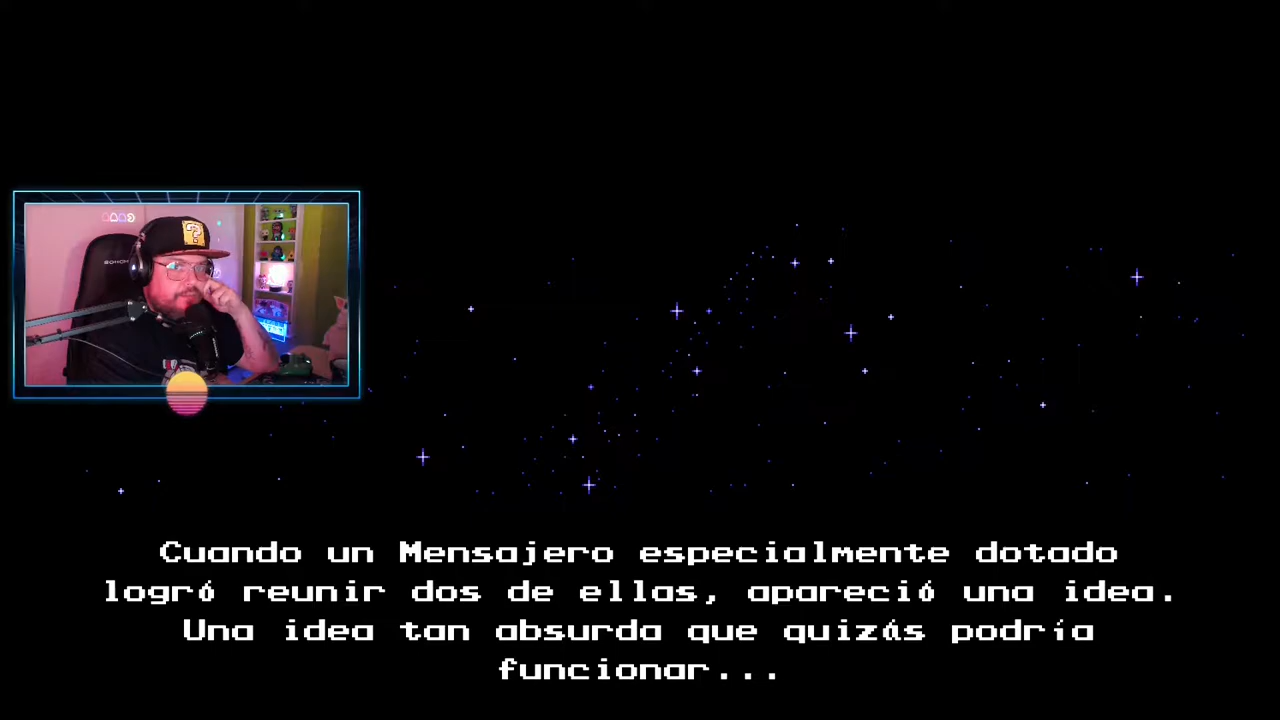 Cuando un Mensajero especialmente dotado
logró reunir dos de ellas, apareció una idea.
Una idea tan absurda que quizás podría
funcionar...